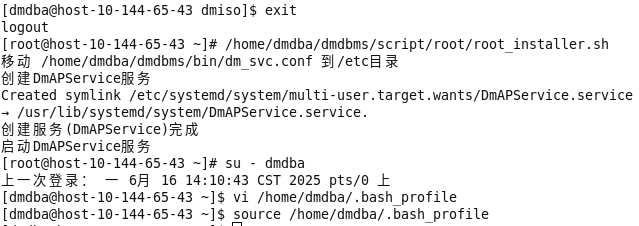 [dmdba@host-10-144-65-43 dmiso]$ exit
logout
[root@host-10-144-65-43 ~]# /home/dmdba/dmdbms/script/root/root_installer.sh
移动 /home/dmdba/dmdbms/bin/dm_svc.conf 到/etc目录
创建DmAPService服务
Created symlink /etc/systemd/system/multi-user.target.wants/DmAPService.service
→ /usr/lib/systemd/system/DmAPService.service.
创建服务(DmAPService)完成
启动DmAPService服务
[root@host-10-144-65-43 ~]# su - dmdba
上一次登录： 一 6月 16 14:10:43 CST 2025 pts/0 上
[dmdba@host-10-144-65-43 ~]$ vi /home/dmdba/.bash_profile
[dmdba@host-10-144-65-43 ~]$ source /home/dmdba/.bash_profile